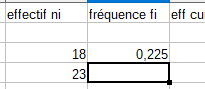 effectif ni fréquence fi eff cu
18 0,225
23